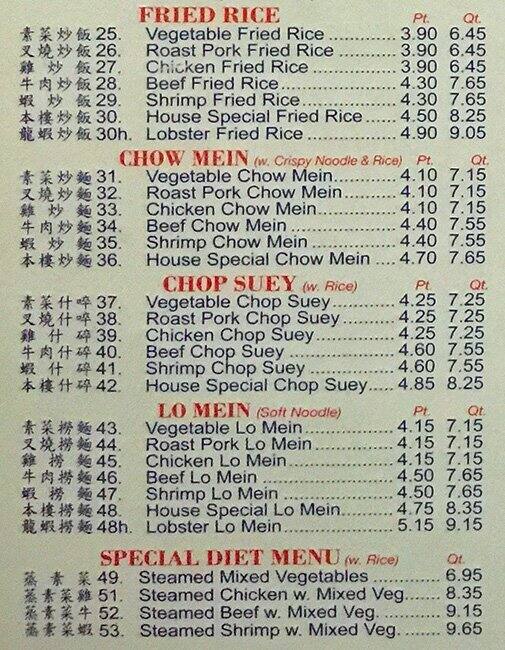 FRIED RICE Pt. Qt.
素菜炒飯 25. Vegetable Fried Rice ............ 3.90 6.45
叉燒炒飯 26. Roast Pork Fried Rice ........... 3.90 6.45
雞炒飯 27. Chicken Fried Rice ............... 3.90 6.45
牛肉炒飯 28. Beef Fried Rice .................... 4.30 7.65
蝦炒飯 29. Shrimp Fried Rice ................ 4.30 7.65
本樓炒飯 30. House Special Fried Rice ...... 4.50 8.25
龍蝦炒飯 30h. Lobster Fried Rice ............... 4.90 9.05
CHOW MEIN (w. Crispy Noodle & Rice) Pt. Qt.
素菜炒麵 31. Vegetable Chow Mein ............ 4.10 7.15
叉燒炒麵 32. Roast Pork Chow Mein .......... 4.10 7.15
雞炒麵 33. Chicken Chow Mein ............... 4.10 7.15
牛肉炒麵 34. Beef Chow Mein .................... 4.40 7.55
蝦炒麵 35. Shrimp Chow Mein ................ 4.40 7.55
本樓炒麵 36. House Special Chow Mein ..... 4.70 7.65
CHOP SUEY (w. Rice) Pt. Qt.
素菜什碎 37. Vegetable Chop Suey ............ 4.25 7.25
叉燒什碎 38. Roast Pork Chop Suey .......... 4.25 7.25
雞什碎 39. Chicken Chop Suey ............... 4.25 7.25
牛肉什碎 40. Beef Chop Suey .................... 4.60 7.55
蝦什碎 41. Shrimp Chop Suey ................ 4.60 7.55
本樓什碎 42. House Special Chop Suey ..... 4.85 8.25
LO MEIN (Soft Noodle) Pt. Qt.
素菜撈麵 43. Vegetable Lo Mein ................ 4.15 7.15
叉燒撈麵 44. Roast Pork Lo Mein .............. 4.15 7.15
雞撈麵 45. Chicken Lo Mein ................... 4.15 7.15
牛肉撈麵 46. Beef Lo Mein ........................ 4.50 7.65
蝦撈麵 47. Shrimp Lo Mein .................... 4.50 7.65
本樓撈麵 48. House Special Lo Mein ......... 4.75 8.35
龍蝦撈麵 48h. Lobster Lo Mein ................... 5.15 9.15
SPECIAL DIET MENU (w. Rice) Qt.
蒸素菜 49. Steamed Mixed Vegetables ............ 6.95
蒸素菜雞 51. Steamed Chicken w. Mixed Veg. ...... 8.35
蒸素菜牛 52. Steamed Beef w. Mixed Veg. ........... 9.15
蒸素菜蝦 53. Steamed Shrimp w. Mixed Veg. ....... 9.65